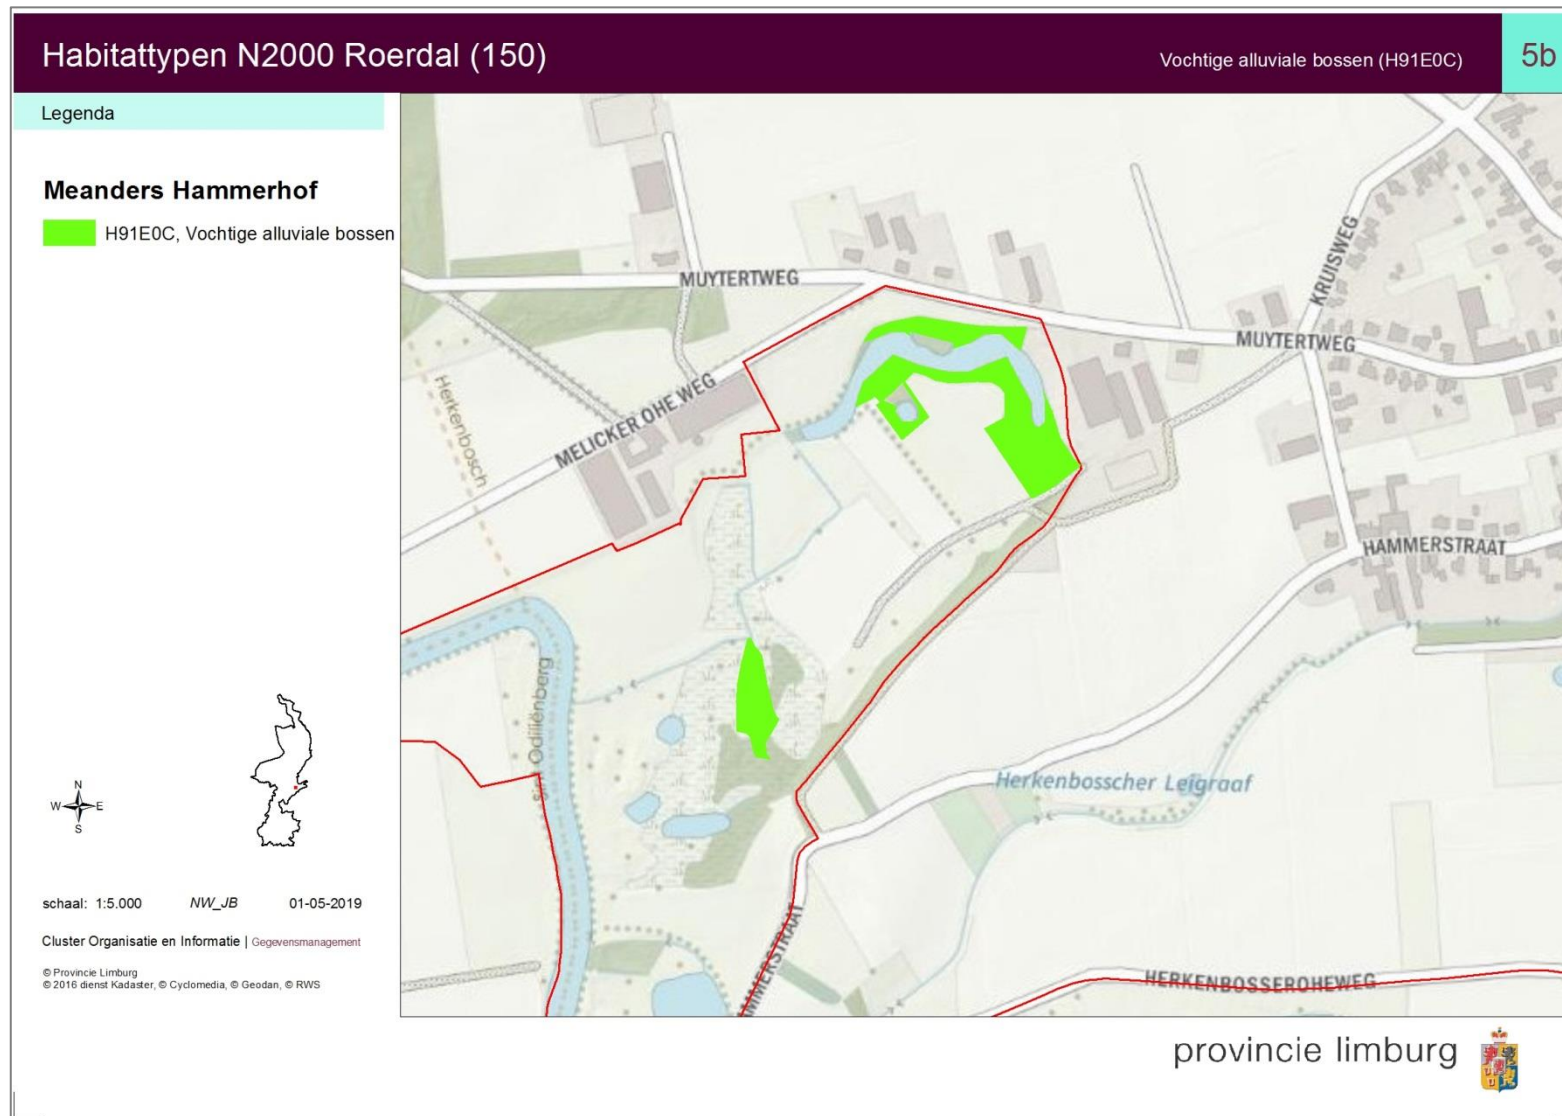 Habitattypen N2000 Roerdal (150)
Vochtige alluviale bossen (H91E0C)
5b
Legenda
Meanders Hammerhof
H91E0C, Vochtige alluviale bossen
MUYTERTWEG
KRUISWEG
MUYTERTWEG
MELICKER OHE WEG
Herkenbosch
HAMMERSTRAAT
Sint Odiliënberg
Herkenbosscher Leigraaf
HERKENBOSSEROHEWEG
N
W
E
S
schaal: 1:5.000
NW_JB
01-05-2019
Cluster Organisatie en Informatie | Gegevensmanagement
© Provincie Limburg
© 2016 dienst Kadaster, © Cyclomedia, © Geodan, © RWS
provincie limburg